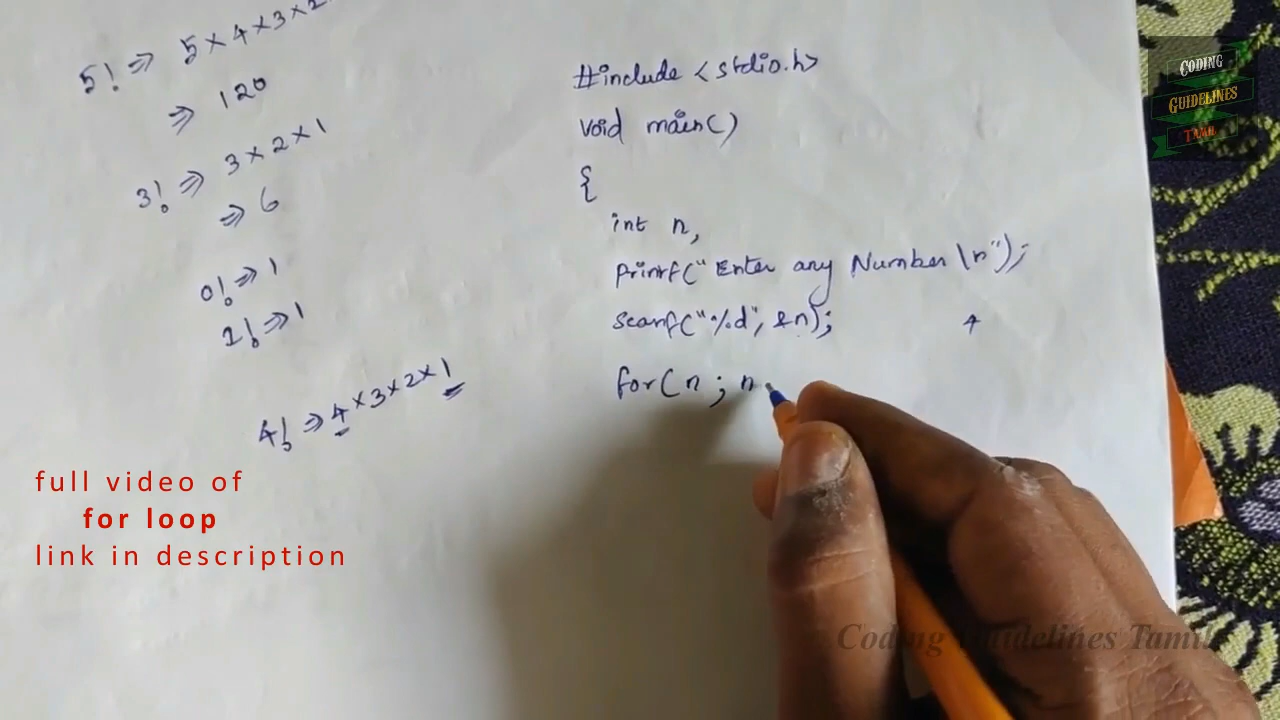 5! => 5 × 4 × 3 × 2
=> 120
3! => 3 × 2 × 1
=> 6
0! => 1
1! => 1
4! => 4 × 3 × 2 × 1
#include <stdio.h>
void main()
{
int n,
printf("Enter any Number \n");
scanf("%d", &n);
4
for(n ; n
full video of
for loop
link in description
CODING
GUIDELINES
TAMIL
Coding Guidelines Tamil